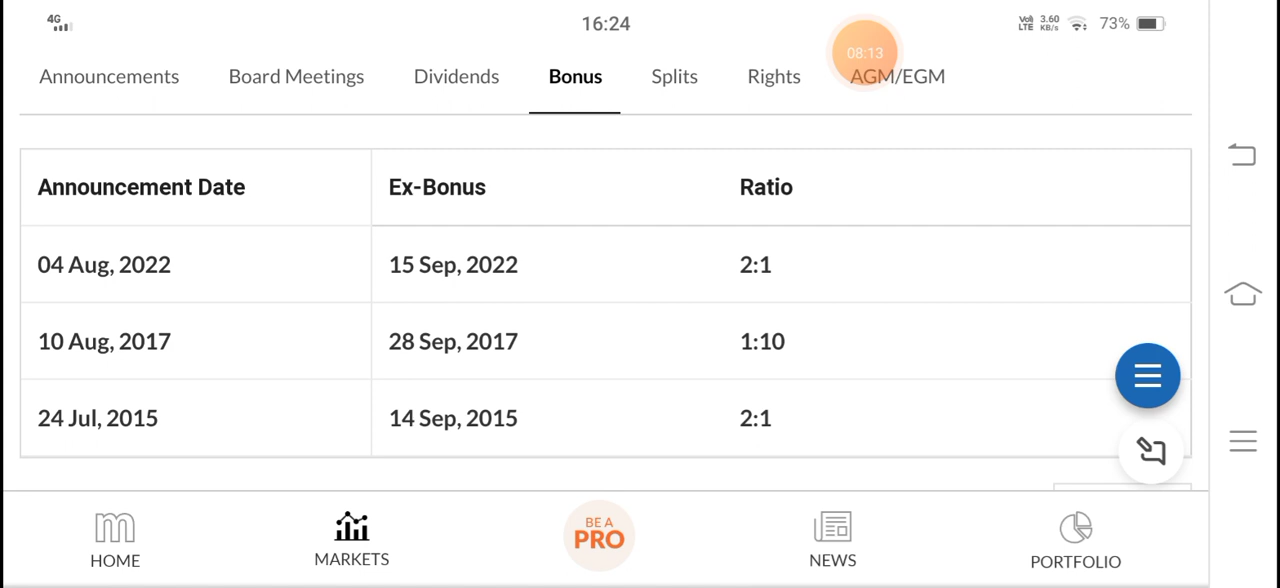 4G 16:24 Vo) LTE 3.60 KB/s 73%
08:13
Announcements Board Meetings Dividends Bonus Splits Rights AGM/EGM
Announcement Date Ex-Bonus Ratio
04 Aug, 2022 15 Sep, 2022 2:1
10 Aug, 2017 28 Sep, 2017 1:10
24 Jul, 2015 14 Sep, 2015 2:1
m BE A
PRO
HOME MARKETS NEWS PORTFOLIO